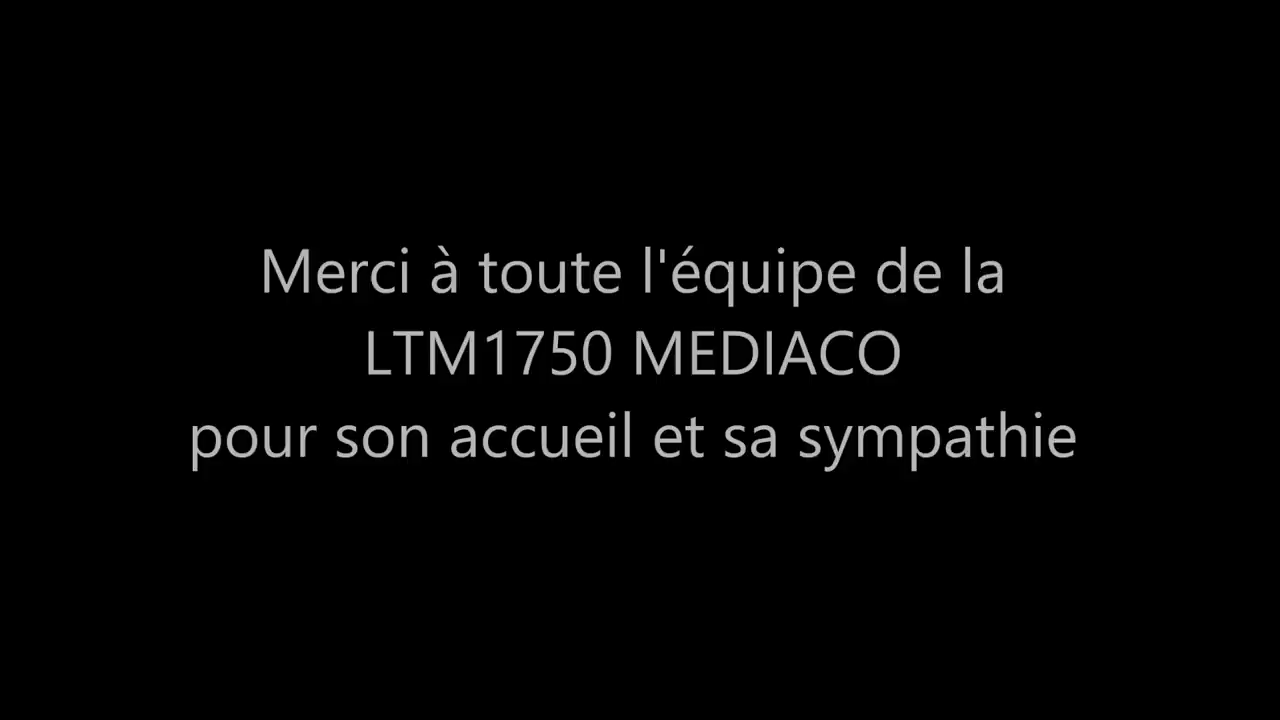 Merci à toute l'équipe de la
LTM1750 MEDIACO
pour son accueil et sa sympathie